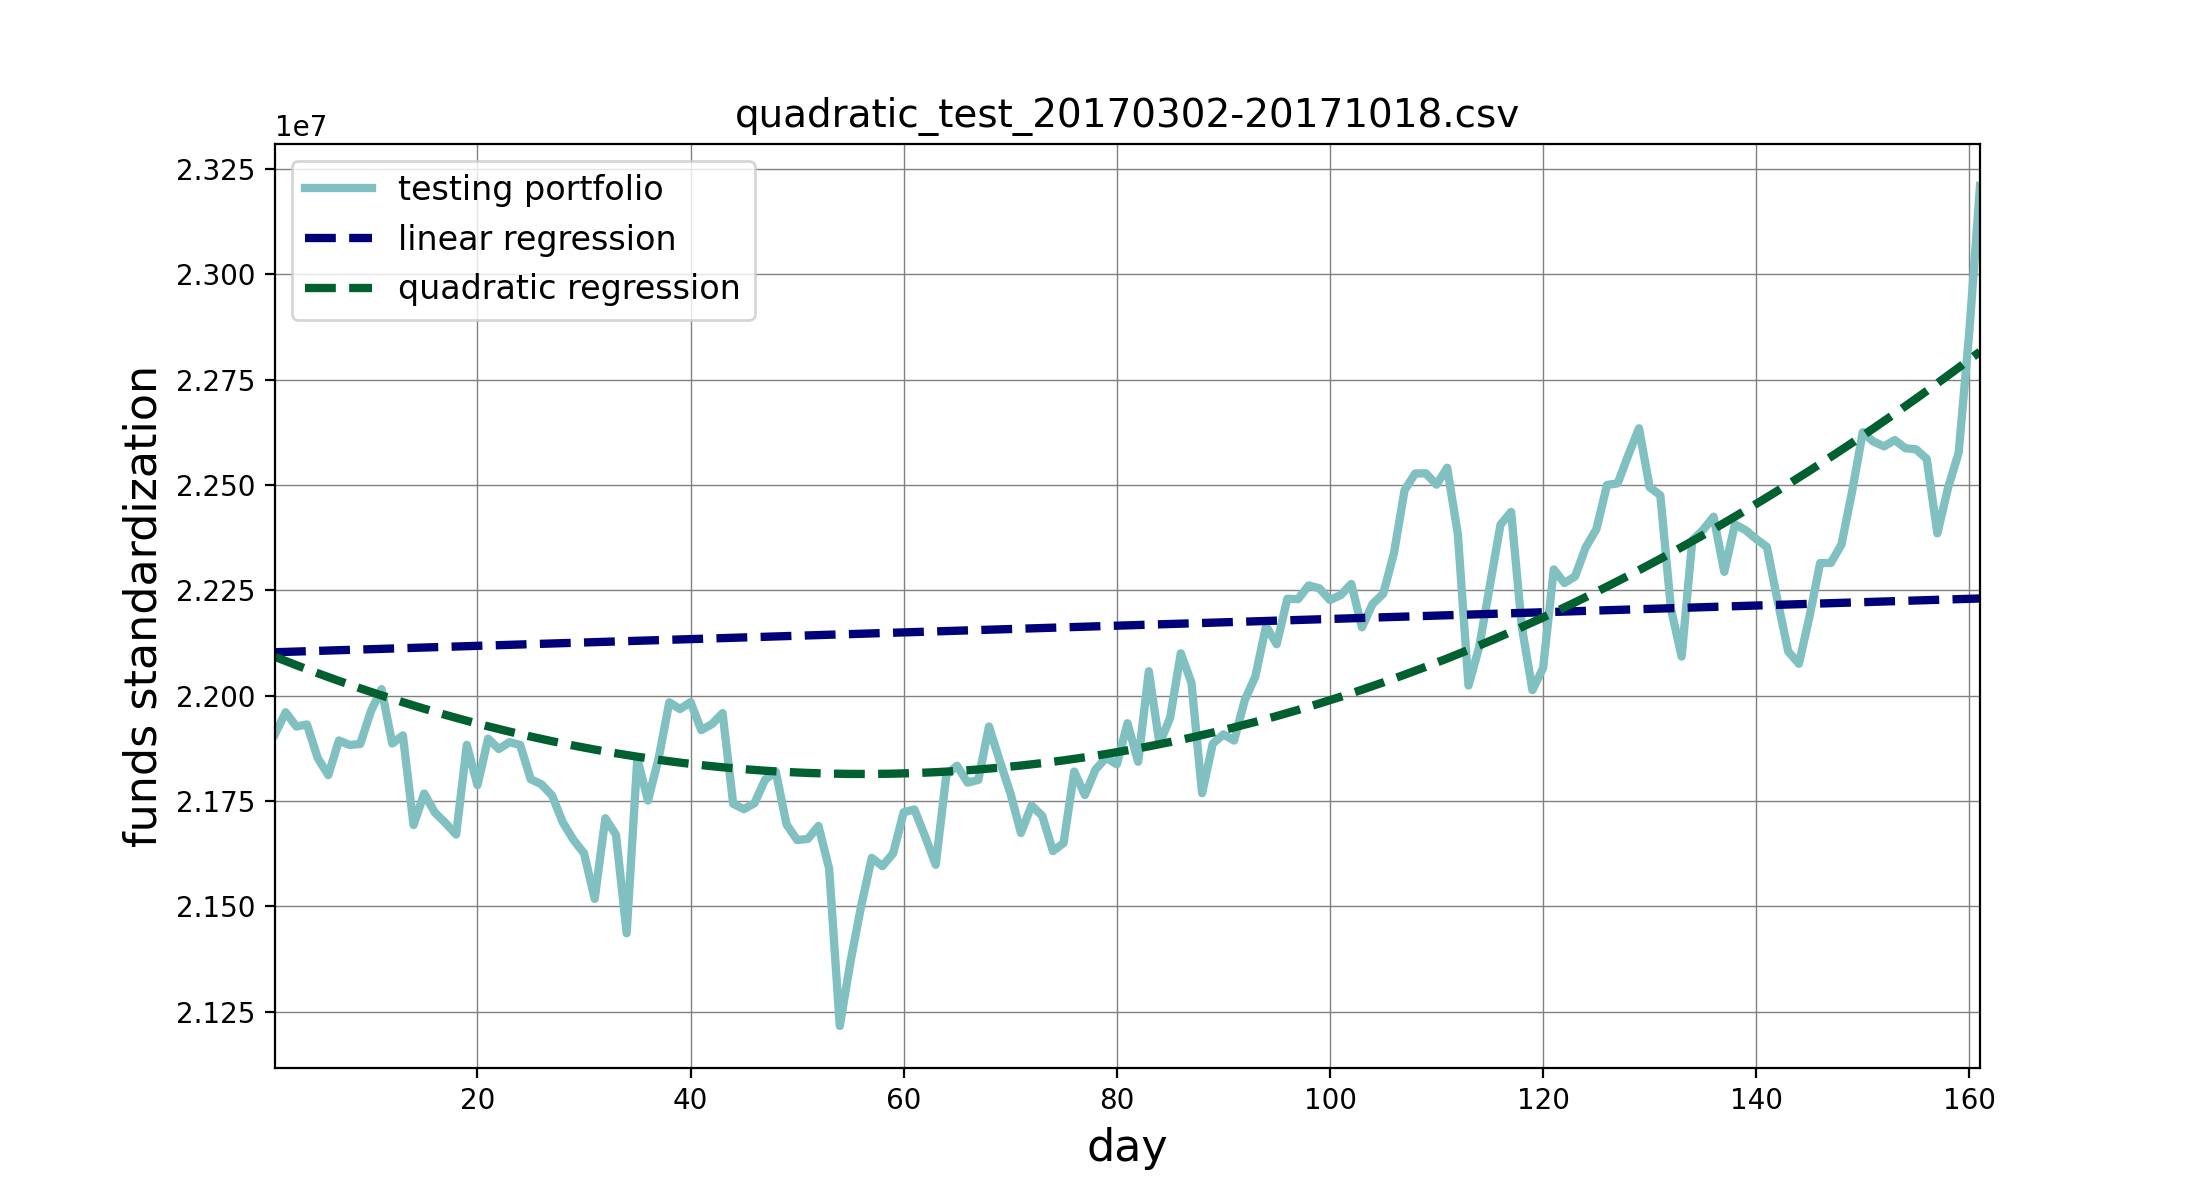 quadratic_test_20170302-20171018.csv
1e7
2.325
2.300
2.275
2.250
2.225
2.200
2.175
2.150
2.125
funds standardization
testing portfolio
linear regression
quadratic regression
20 40 60 80 100 120 140 160
day